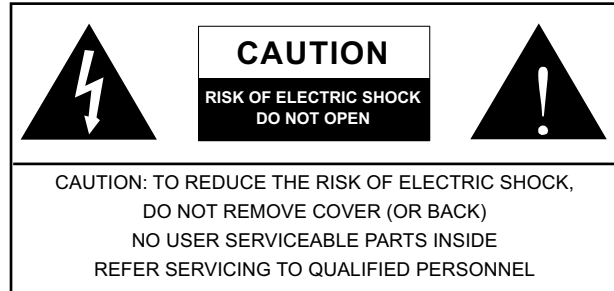 CAUTION
RISK OF ELECTRIC SHOCK
DO NOT OPEN
!
CAUTION: TO REDUCE THE RISK OF ELECTRIC SHOCK,
DO NOT REMOVE COVER (OR BACK)
NO USER SERVICEABLE PARTS INSIDE
REFER SERVICING TO QUALIFIED PERSONNEL